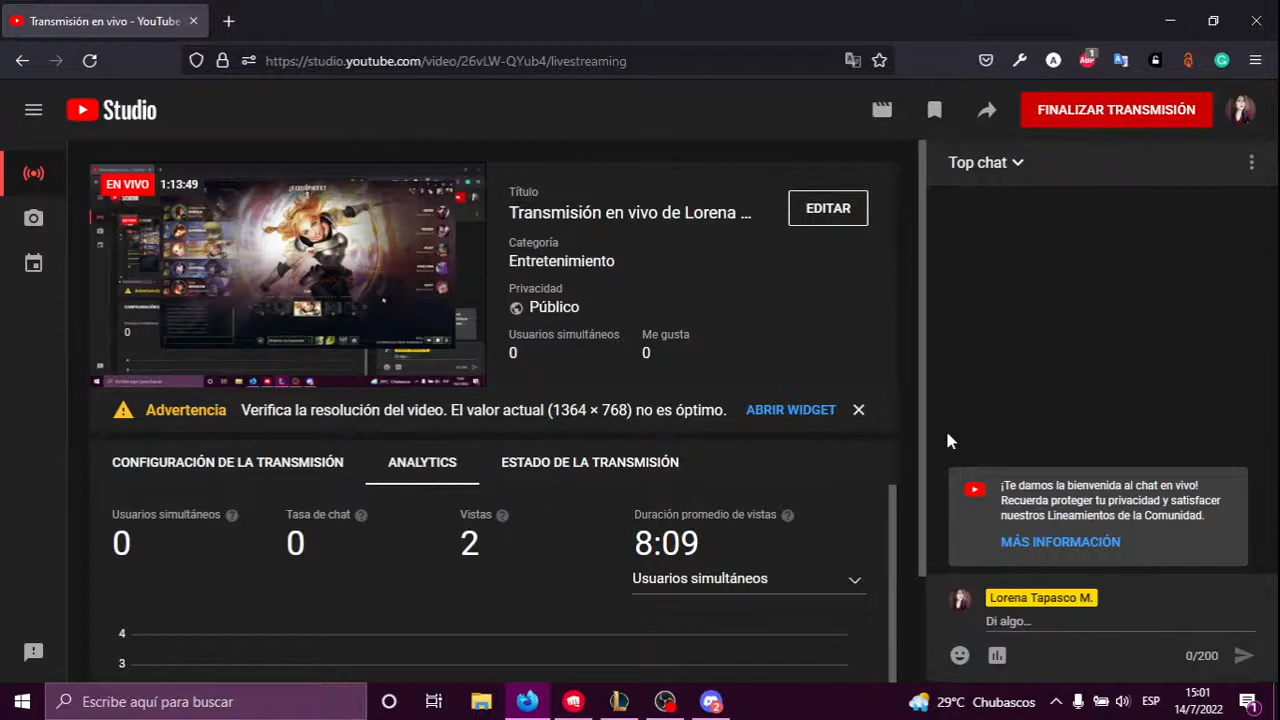 Transmisión en vivo - YouTube
https://studio.youtube.com/video/26vLW-QYub4/livestreaming
1
Studio
FINALIZAR TRANSMISIÓN
EN VIVO 1:13:49
Título
Transmisión en vivo de Lorena ...
EDITAR
Categoría
Entretenimiento
Privacidad
Público
Usuarios simultáneos Me gusta
0 0
Advertencia Verifica la resolución del video. El valor actual (1364 × 768) no es óptimo. ABRIR WIDGET
CONFIGURACIÓN DE LA TRANSMISIÓN ANALYTICS ESTADO DE LA TRANSMISIÓN
Usuarios simultáneos Tasa de chat Vistas Duración promedio de vistas
0 0 2 8:09
Usuarios simultáneos
4
3
Top chat
¡Te damos la bienvenida al chat en vivo!
Recuerda proteger tu privacidad y satisfacer
nuestros Lineamientos de la Comunidad.
MÁS INFORMACIÓN
Lorena Tapasco M.
Di algo...
0/200
Escribe aquí para buscar
2
29°C Chubascos
ESP
15:01
14/7/2022
1